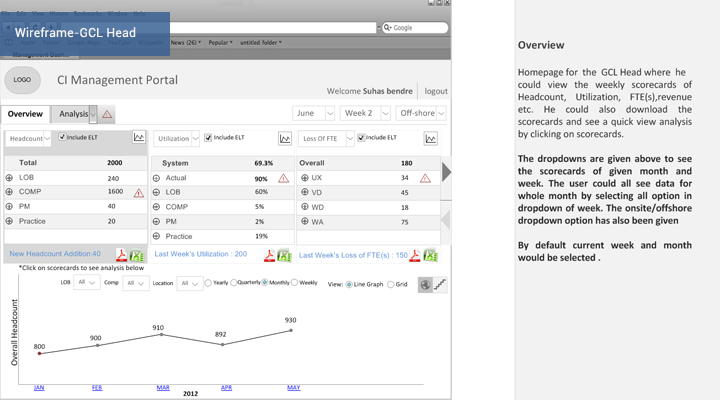 Wireframe-GCL Head
Google
News (26) Popular untitled folder
LOGO
CI Management Portal
Welcome Suhas bendre logout
Overview Analysis
June Week 2 Off-shore
Headcount Include ELT
Utilization Include ELT
Loss Of FTE Include ELT
Total 2000
LOB 240
COMP 1600
PM 40
Practice 20
New Headcount Addition:40
System 69.3%
Actual 90%
LOB 60%
COMP 5%
PM 2%
Practice 19%
Last Week's Utilization : 200
Overall 180
UX 34
VD 45
WD 18
WA 75
Last Week's Loss of FTE(s) : 150
*Click on scorecards to see analysis below
LOB All Comp All Location All Yearly Quarterly Monthly Weekly View: Line Graph Grid
Overall Headcount
800 900 910 892 930
JAN FEB MAR APR MAY
2012
Overview
Homepage for the GCL Head where he
could view the weekly scorecards of
Headcount, Utilization, FTE(s),revenue
etc. He could also download the
scorecards and see a quick view analysis
by clicking on scorecards.
The dropdowns are given above to see
the scorecards of given month and
week. The user could all see data for
whole month by selecting all option in
dropdown of week. The onsite/offshore
dropdown option has also been given
By default current week and month
would be selected .